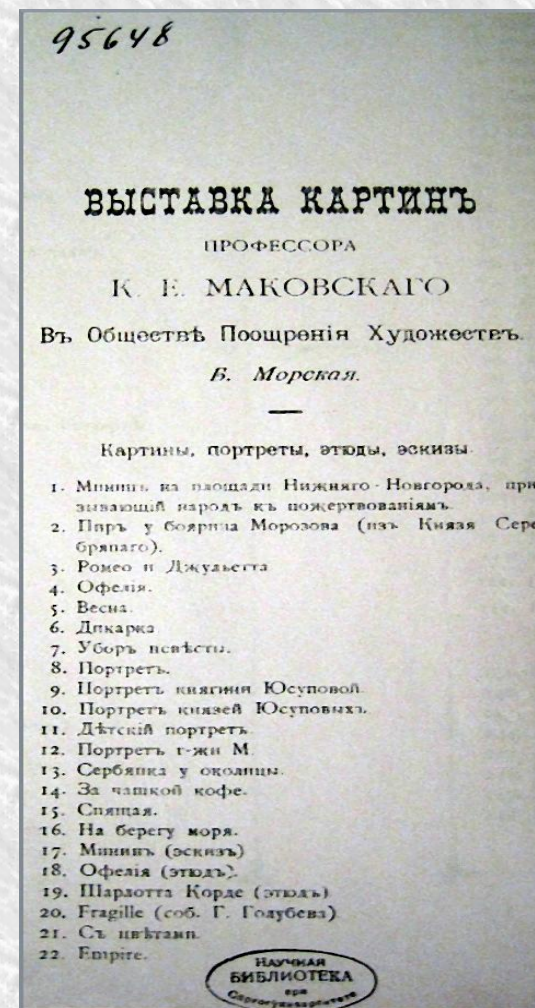 95648
ВЫСТАВКА КАРТИНЪ
ПРОФЕССОРА
К. Е. МАКОВСКАГО
Въ Обществѣ Поощренія Художествъ.
Б. Морская.
Картины, портреты, этюды, эскизы
1. Мининъ на площади Нижняго-Новгорода, при
зывающій народъ къ пожертвованіямъ.
2. Пиръ у боярина Морозова (изъ Князя Сере
бряпаго).
3. Ромео и Джульетта
4. Офелія.
5. Весна.
6. Дикарка
7. Уборъ невѣсты.
8. Портретъ.
9. Портретъ княгини Юсуповой.
10. Портретъ князей Юсуповыхъ.
11. Дѣтскій портретъ.
12. Портретъ г-жи М.
13. Сербянка у околицы.
14. За чашкой кофе.
15. Спящая.
16. На берегу моря.
17. Мининъ (эскизъ)
18. Офелія (этюдъ).
19. Шарлотта Корде (этюдъ)
20. Fragille (соб. Г. Голубева)
21. Съ цвѣтами.
22. Empire.
НАУЧНАЯ
БИБЛИОТЕКА
при